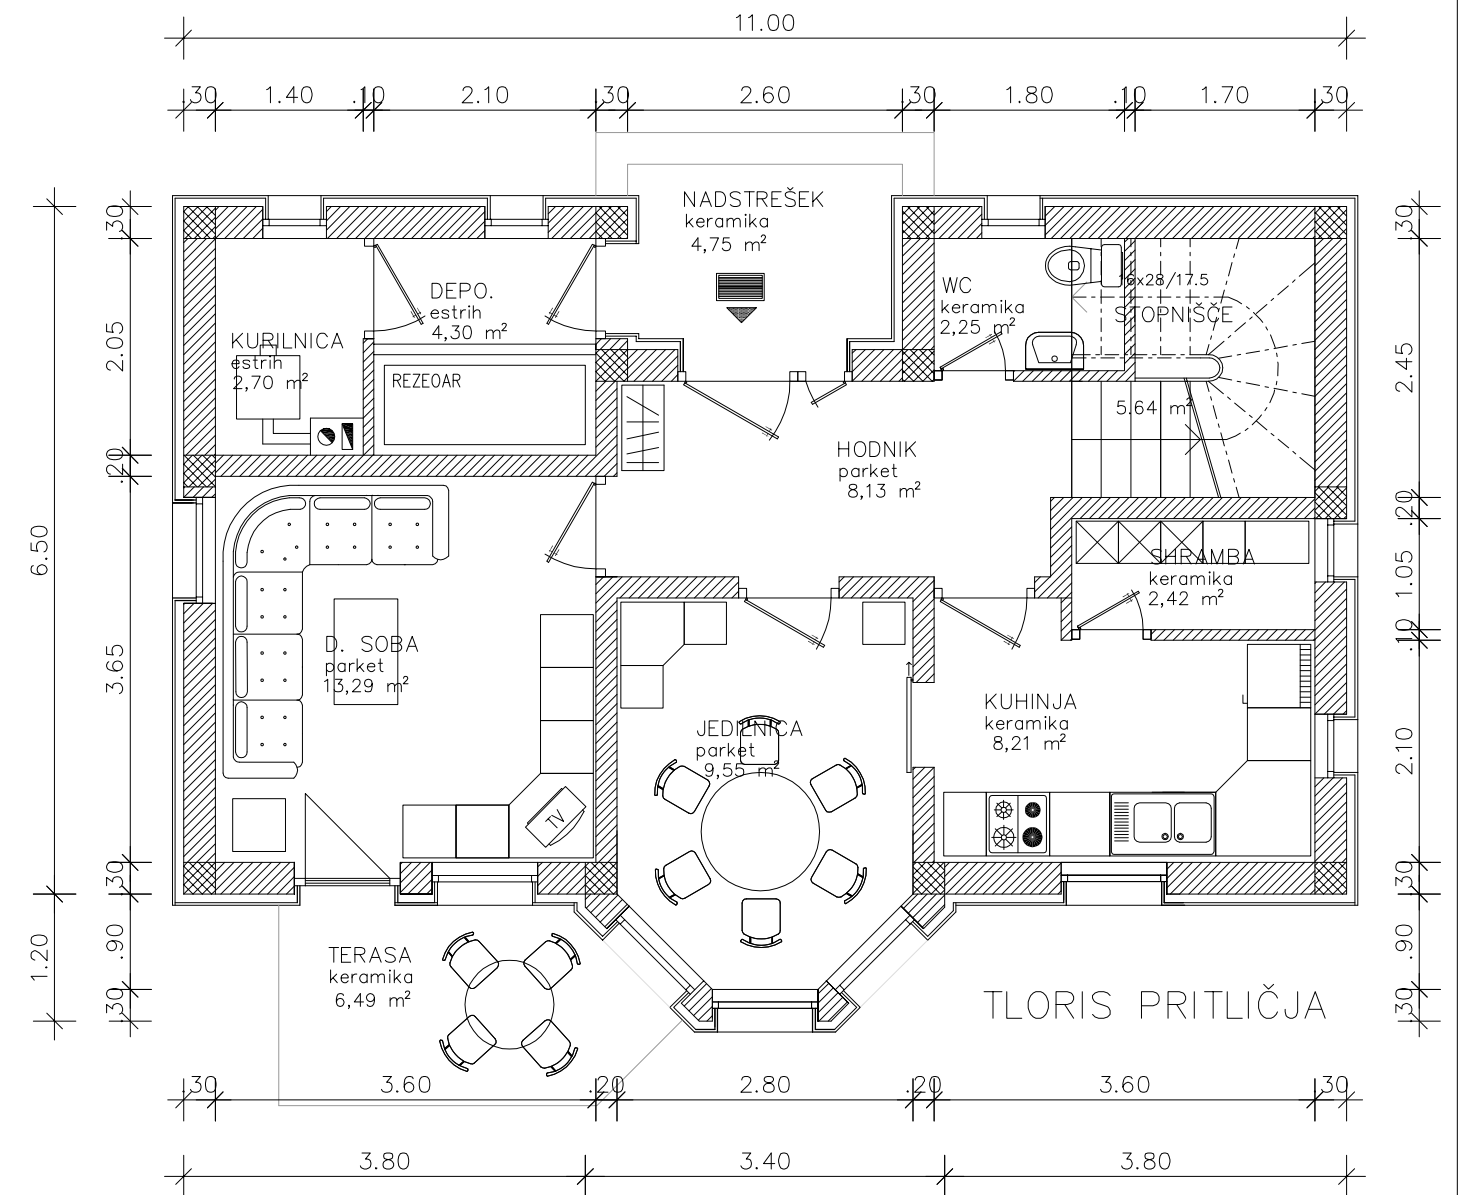 11.00
.30
1.40
.10
2.10
.30
2.60
.30
1.80
.10
1.70
.30
.30
2.05
.20
3.65
.30
.90
.30
6.50
1.20
NADSTREŠEK
keramika
4,75 m²
DEPO.
estrih
4,30 m²
KURILNICA
estrih
2,70 m²
REZEOAR
WC
keramika
2,25 m²
16x28/17.5
STOPNIŠČE
5.64 m²
HODNIK
parket
8,13 m²
SHRAMBA
keramika
2,42 m²
D. SOBA
parket
13,29 m²
JEDILNICA
parket
9,55 m²
KUHINJA
keramika
8,21 m²
TV
TERASA
keramika
6,49 m²
TLORIS PRITLIČJA
.30
2.45
.20
1.05
.10
2.10
.30
.90
.30
.30
3.60
.20
2.80
.20
3.60
.30
3.80
3.40
3.80